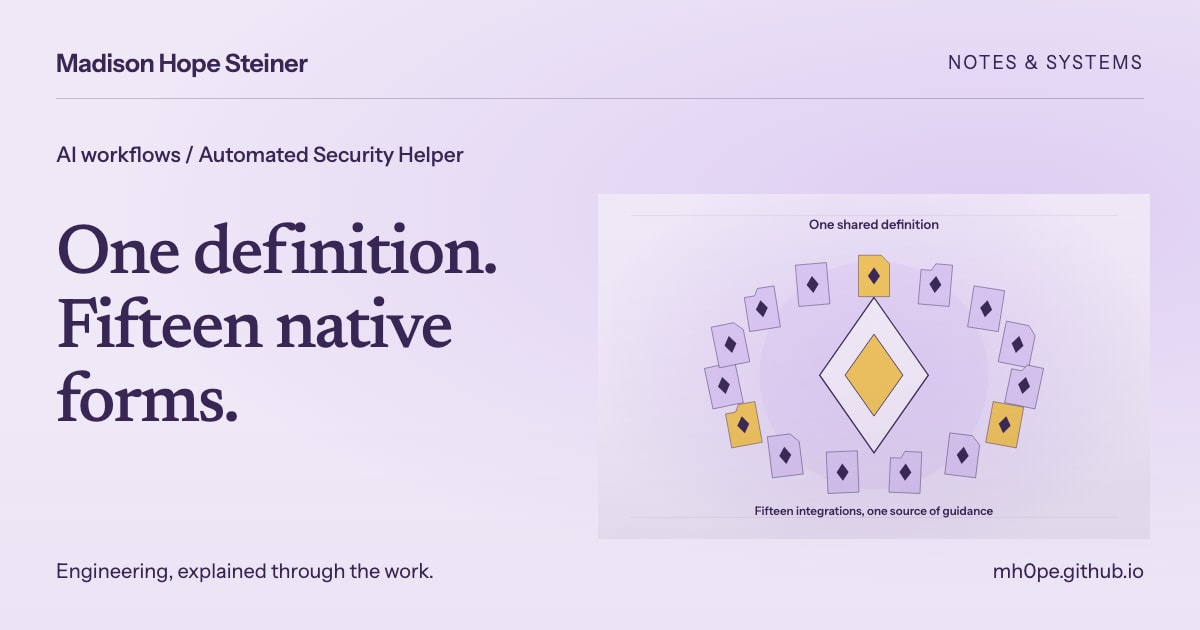 Madison Hope Steiner
NOTES & SYSTEMS
AI workflows / Automated Security Helper
One definition.
Fifteen native
forms.
One shared definition
Fifteen integrations, one source of guidance
Engineering, explained through the work.
mh0pe.github.io